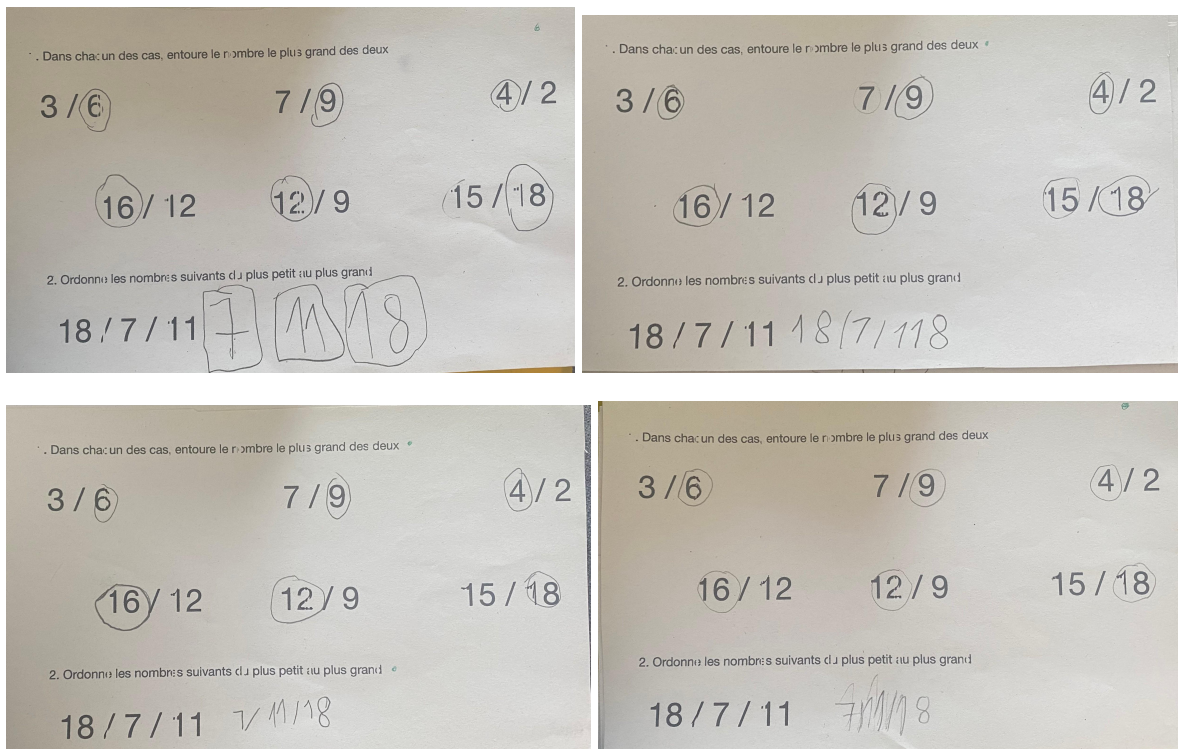 . Dans chacun des cas, entoure le nombre le plus grand des deux
3 / 6 7 / 9 4 / 2
16 / 12 12 / 9 15 / 18
2. Ordonne les nombres suivants du plus petit au plus grand
18 / 7 / 11 7 11 18
. Dans chacun des cas, entoure le nombre le plus grand des deux
3 / 6 7 / 9 4 / 2
16 / 12 12 / 9 15 / 18
2. Ordonne les nombres suivants du plus petit au plus grand
18 / 7 / 11 18/7/118
. Dans chacun des cas, entoure le nombre le plus grand des deux
3 / 6 7 / 9 4 / 2
16 / 12 12 / 9 15 / 18
2. Ordonne les nombres suivants du plus petit au plus grand
18 / 7 / 11 7/11/18
. Dans chacun des cas, entoure le nombre le plus grand des deux
3 / 6 7 / 9 4 / 2
16 / 12 12 / 9 15 / 18
2. Ordonne les nombres suivants du plus petit au plus grand
18 / 7 / 11 7/11/18